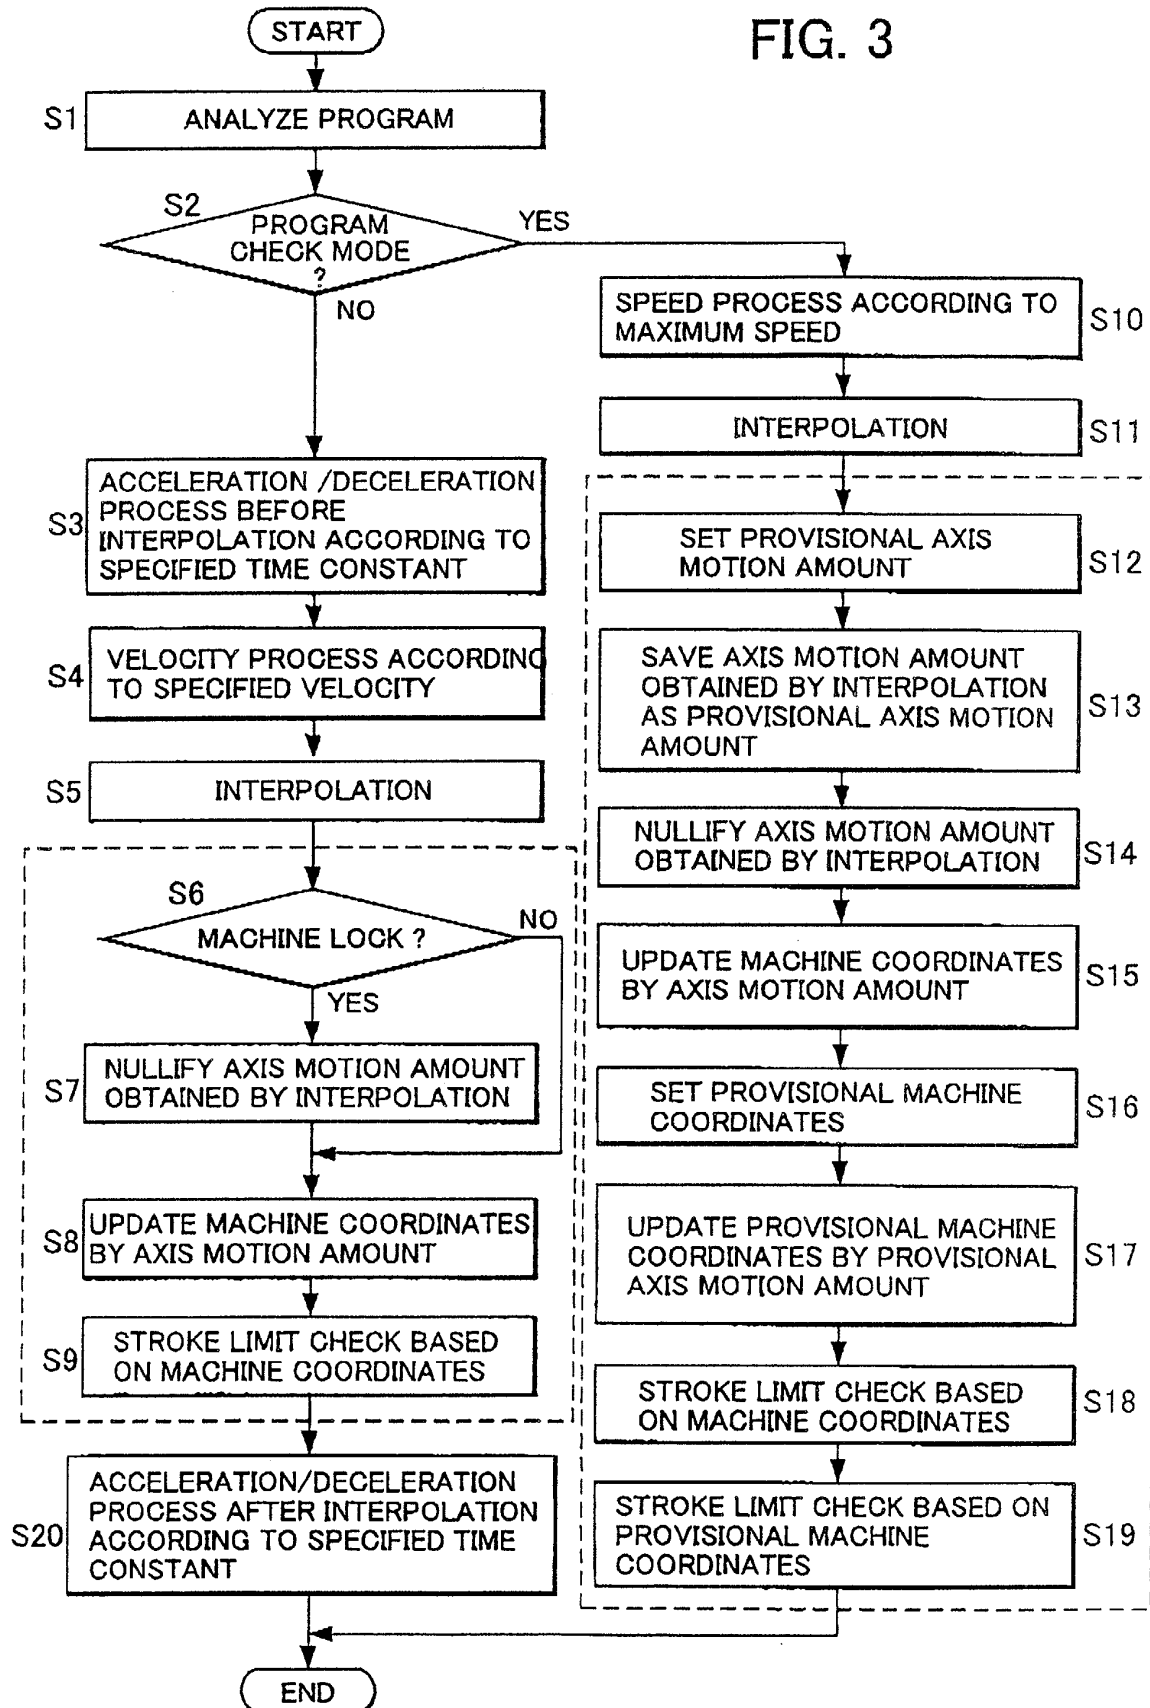 FIG. 3
START
S1
ANALYZE PROGRAM
S2
PROGRAM
CHECK MODE
?
YES
NO
S3
ACCELERATION /DECELERATION
PROCESS BEFORE
INTERPOLATION ACCORDING TO
SPECIFIED TIME CONSTANT
S4
VELOCITY PROCESS ACCORDING
TO SPECIFIED VELOCITY
S5
INTERPOLATION
S6
MACHINE LOCK ?
NO
YES
S7
NULLIFY AXIS MOTION AMOUNT
OBTAINED BY INTERPOLATION
S8
UPDATE MACHINE COORDINATES
BY AXIS MOTION AMOUNT
S9
STROKE LIMIT CHECK BASED
ON MACHINE COORDINATES
S20
ACCELERATION/DECELERATION
PROCESS AFTER INTERPOLATION
ACCORDING TO SPECIFIED TIME
CONSTANT
END
SPEED PROCESS ACCORDING TO
MAXIMUM SPEED
S10
INTERPOLATION
S11
SET PROVISIONAL AXIS
MOTION AMOUNT
S12
SAVE AXIS MOTION AMOUNT
OBTAINED BY INTERPOLATION
AS PROVISIONAL AXIS MOTION
AMOUNT
S13
NULLIFY AXIS MOTION AMOUNT
OBTAINED BY INTERPOLATION
S14
UPDATE MACHINE COORDINATES
BY AXIS MOTION AMOUNT
S15
SET PROVISIONAL MACHINE
COORDINATES
S16
UPDATE PROVISIONAL MACHINE
COORDINATES BY PROVISIONAL
AXIS MOTION AMOUNT
S17
STROKE LIMIT CHECK BASED
ON MACHINE COORDINATES
S18
STROKE LIMIT CHECK BASED ON
PROVISIONAL MACHINE
COORDINATES
S19